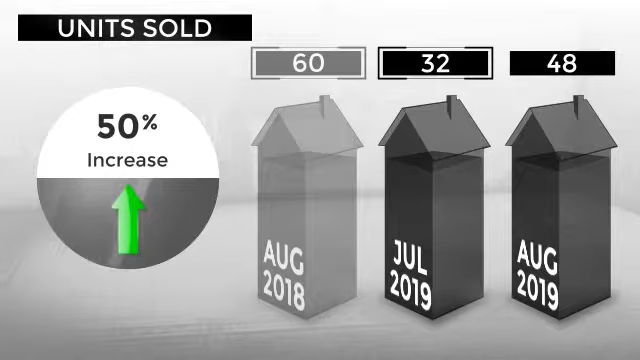 UNITS SOLD
60
32
48
50%
Increase
AUG
2018
JUL
2019
AUG
2019